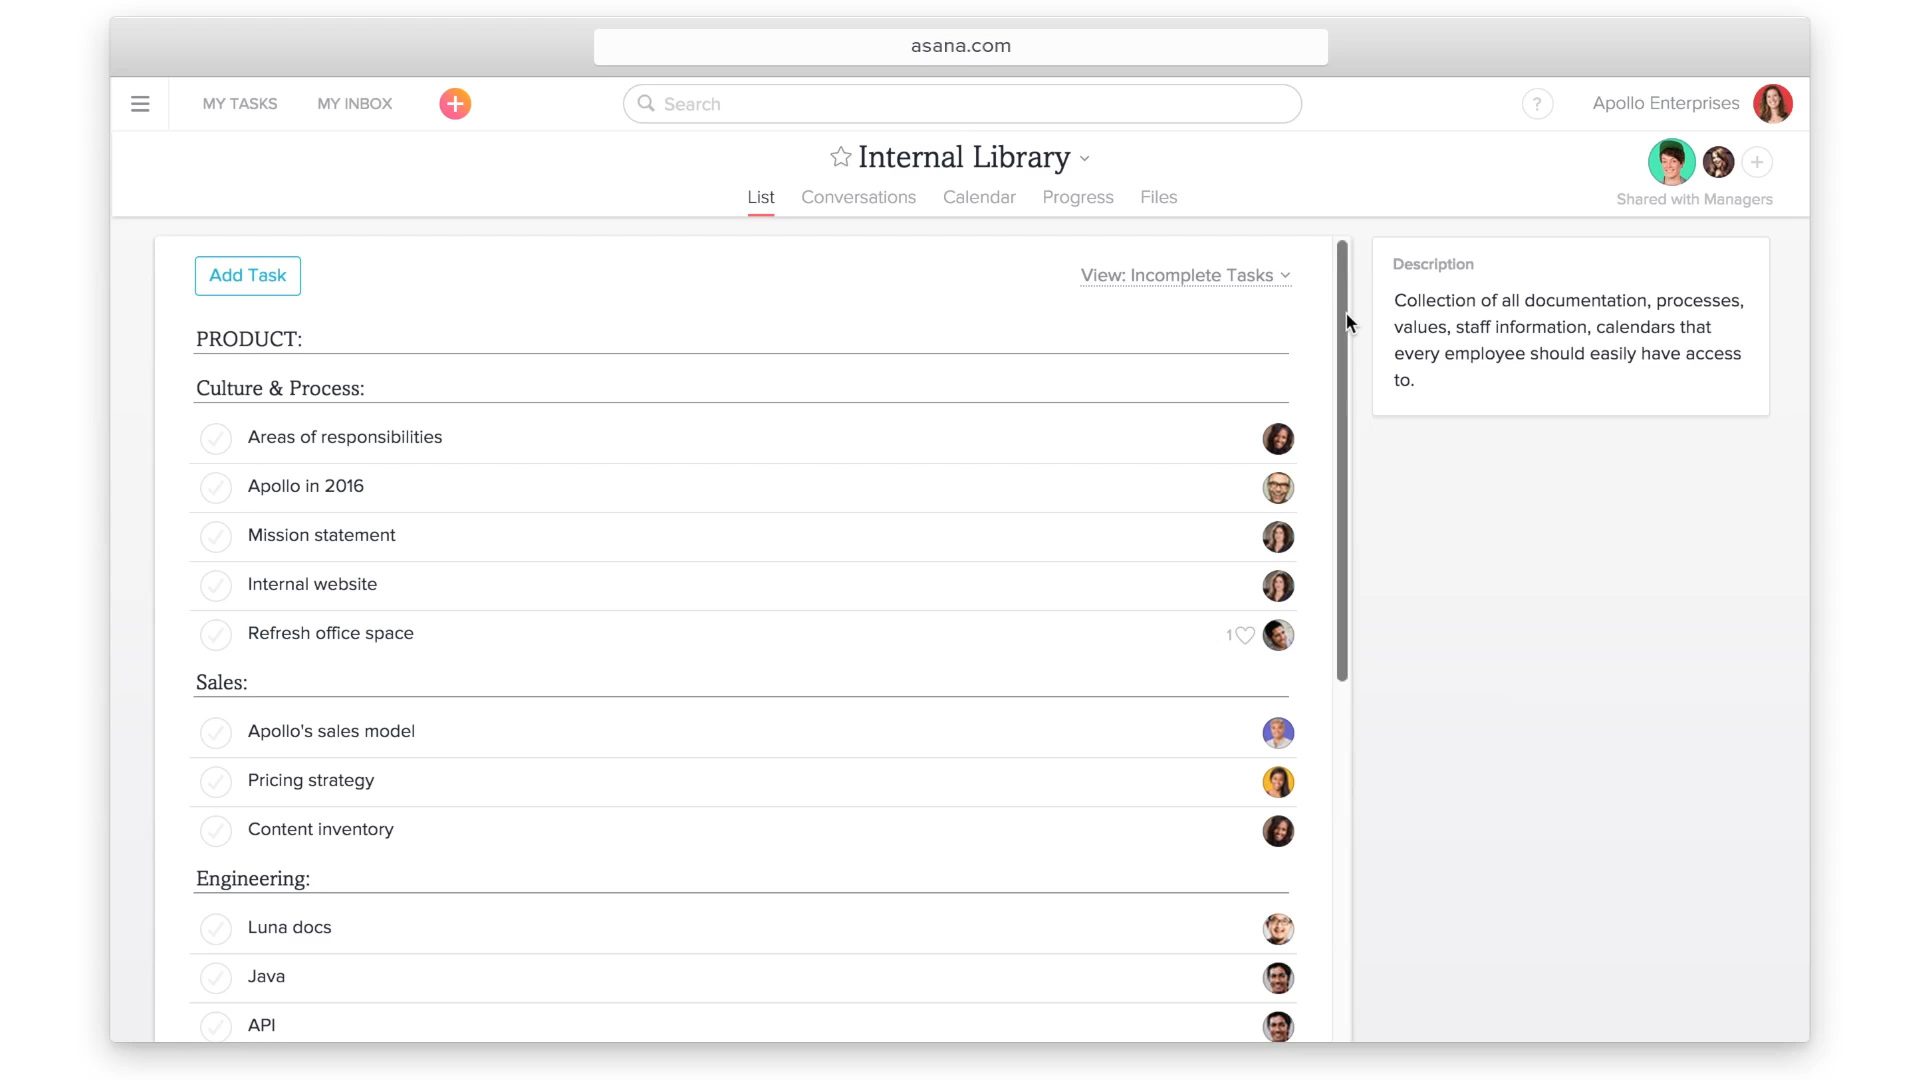 asana.com
MY TASKS
MY INBOX
Search
?
Apollo Enterprises
Internal Library
List
Conversations
Calendar
Progress
Files
Shared with Managers
Add Task
View: Incomplete Tasks
PRODUCT:
Culture & Process:
Areas of responsibilities
Apollo in 2016
Mission statement
Internal website
Refresh office space
1
Sales:
Apollo's sales model
Pricing strategy
Content inventory
Engineering:
Luna docs
Java
API
Description
Collection of all documentation, processes,
values, staff information, calendars that
every employee should easily have access
to.